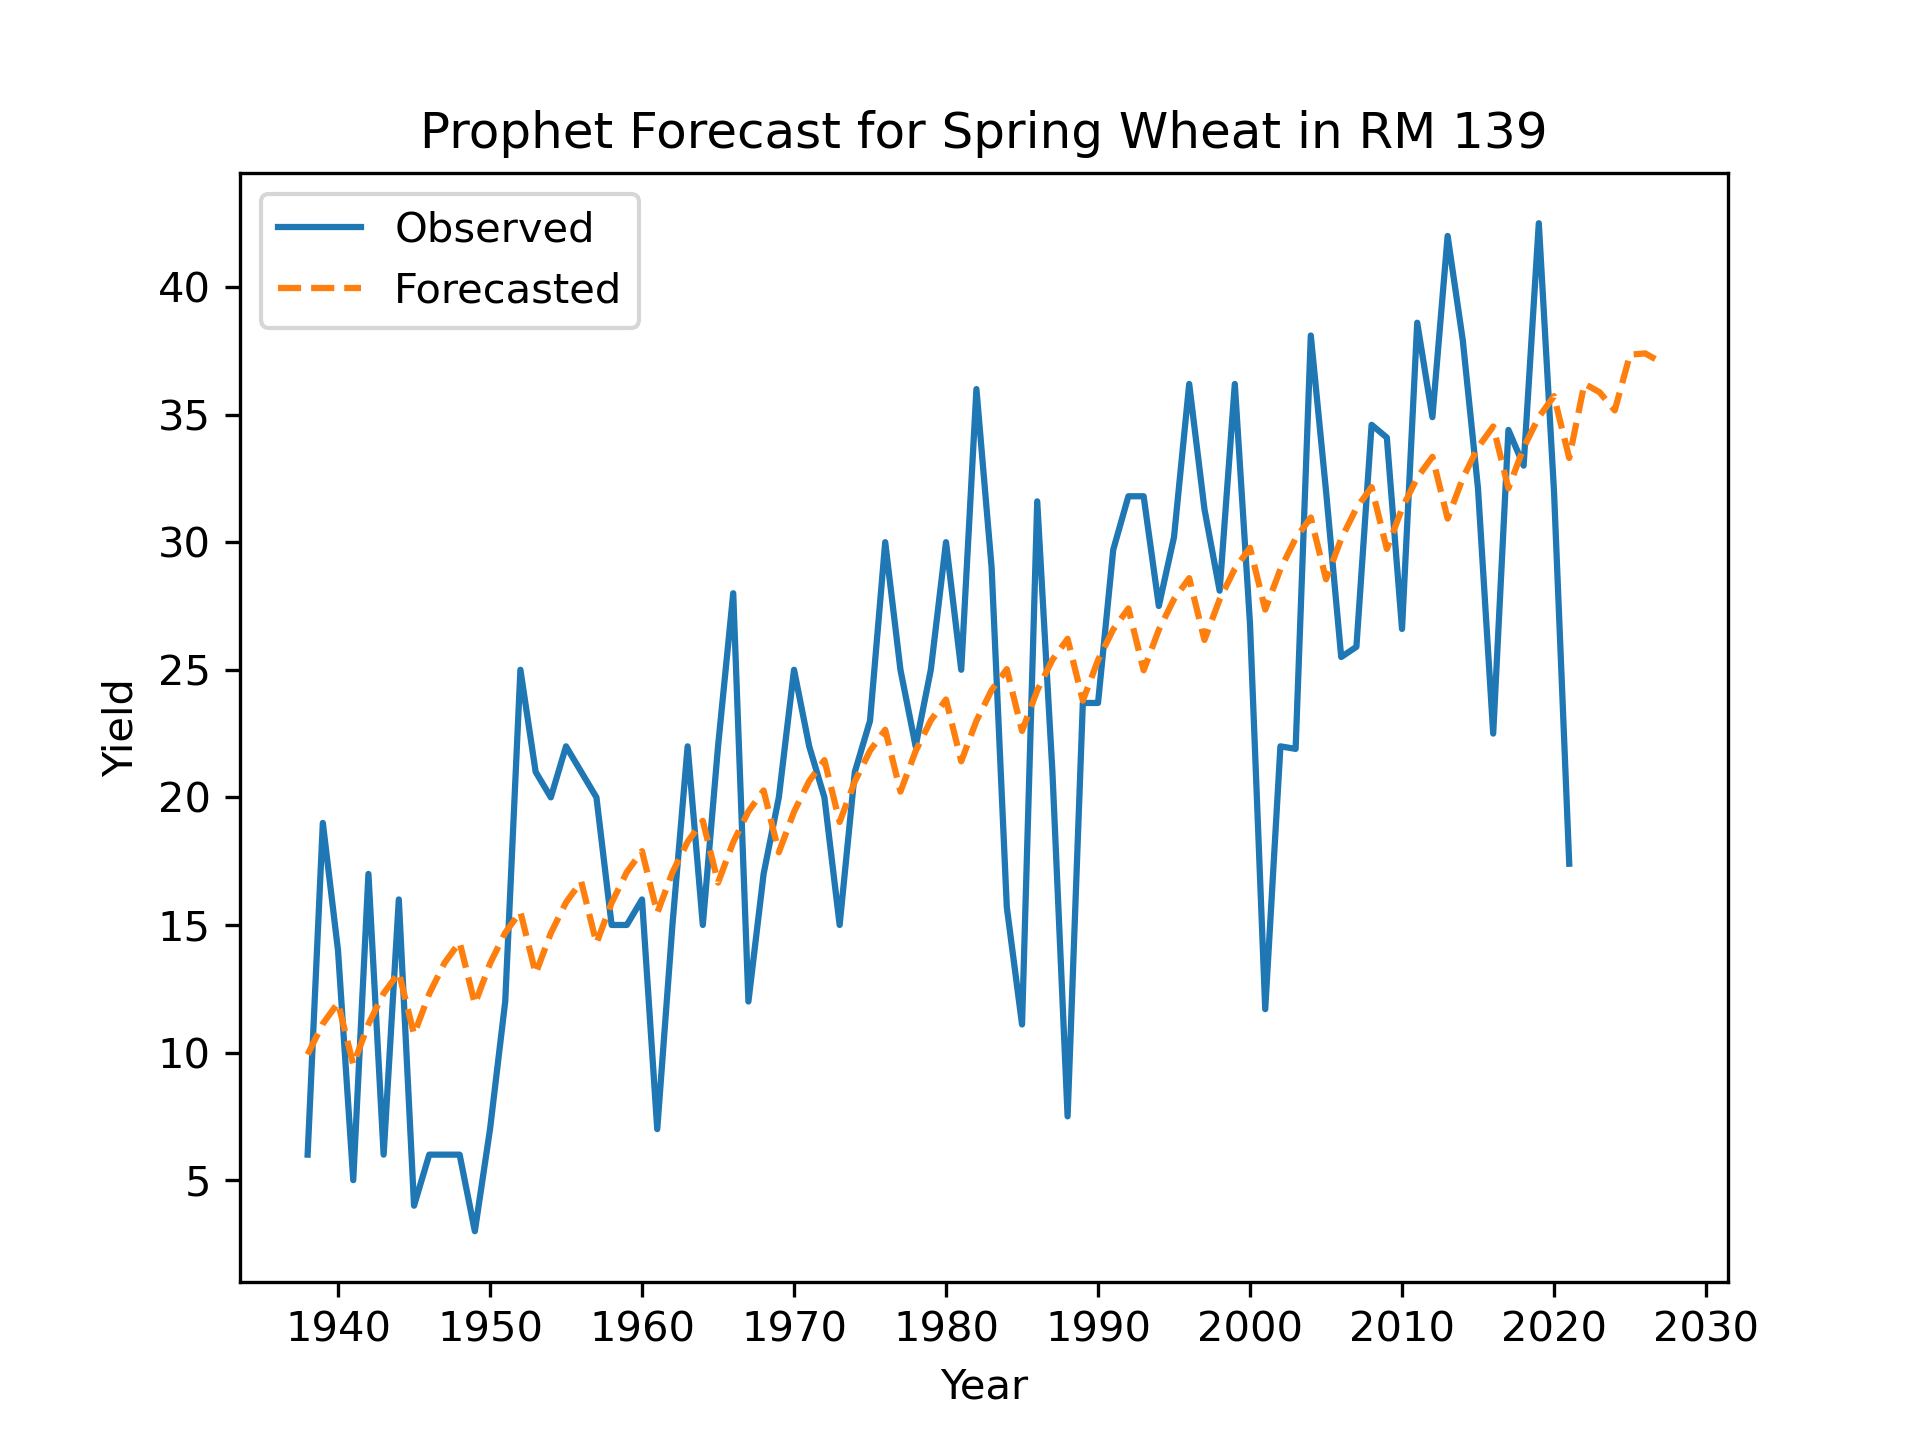 Prophet Forecast for Spring Wheat in RM 139
Observed
Forecasted
40
35
30
25
20
15
10
5
Yield
1940 1950 1960 1970 1980 1990 2000 2010 2020 2030
Year